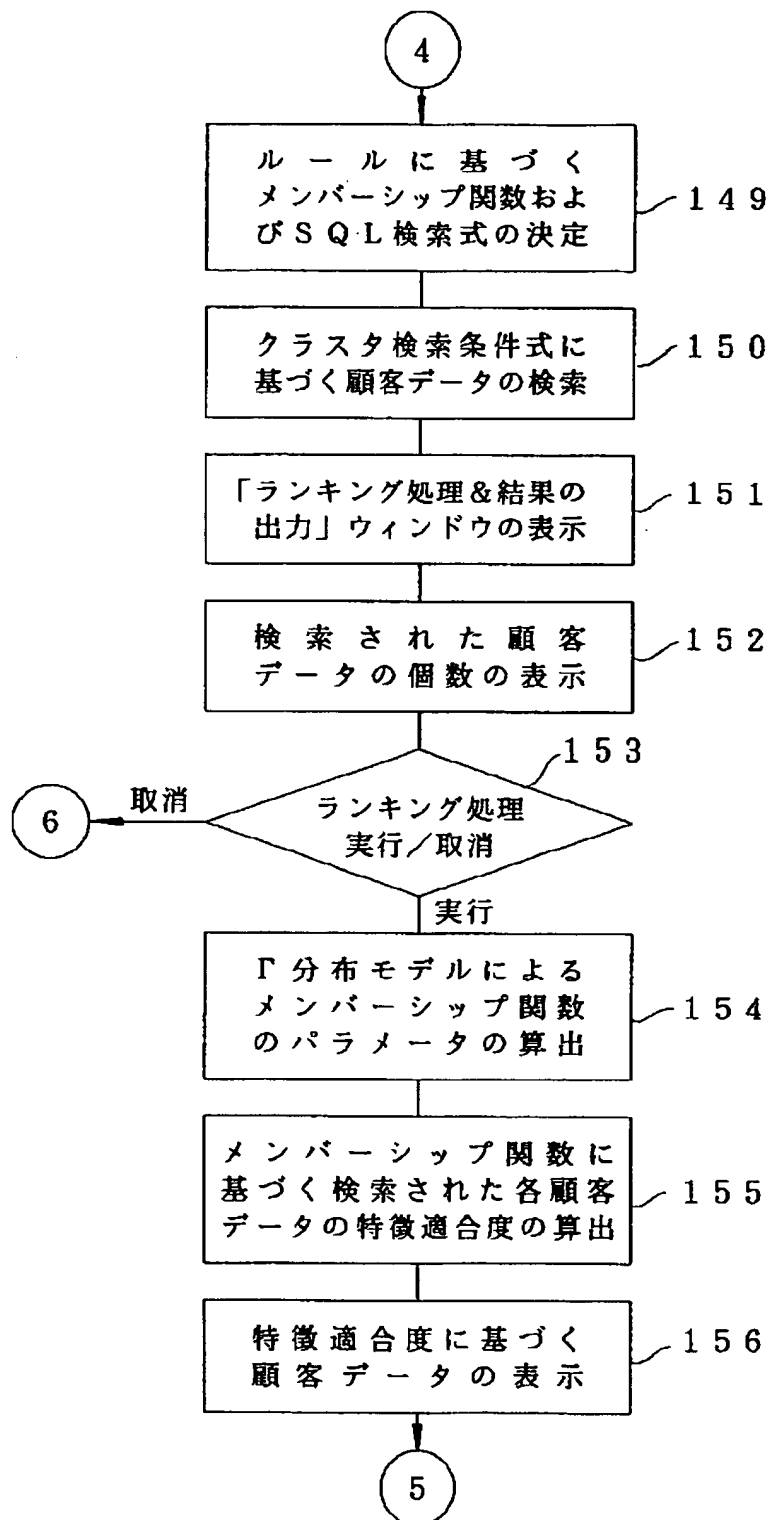 4
ルールに基づく
メンバーシップ関数およ
びSQL検索式の決定
149
クラスタ検索条件式に
基づく顧客データの検索
150
「ランキング処理&結果の
出力」ウィンドウの表示
151
検索された顧客
データの個数の表示
152
153
ランキング処理
実行/取消
取消
6
実行
Γ分布モデルによる
メンバーシップ関数
のパラメータの算出
154
メンバーシップ関数に
基づく検索された各顧客
データの特徴適合度の算出
155
特徴適合度に基づく
顧客データの表示
156
5